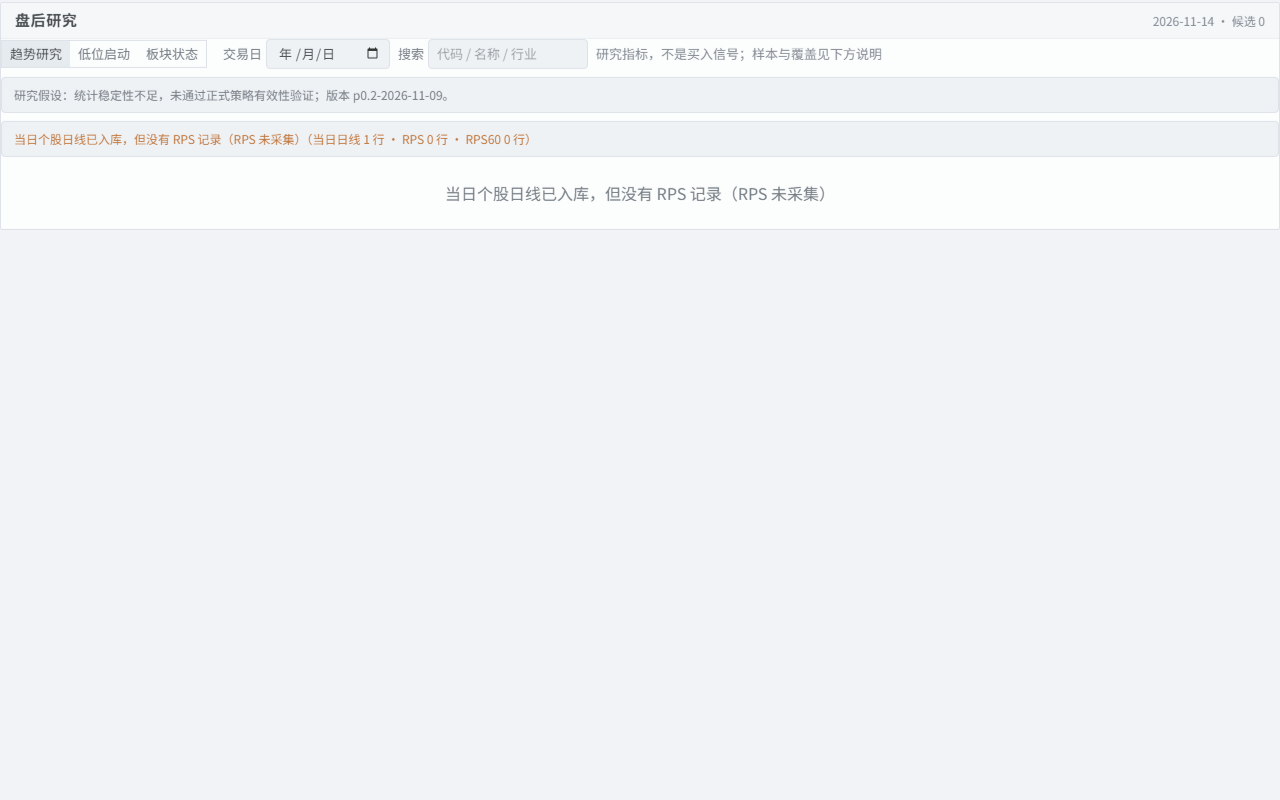 盘后研究
2026-11-14 · 候选 0
趋势研究 低位启动 板块状态 交易日 年 /月/日 搜索 代码 / 名称 / 行业 研究指标，不是买入信号；样本与覆盖见下方说明
研究假设：统计稳定性不足，未通过正式策略有效性验证；版本 p0.2-2026-11-09。
当日个股日线已入库，但没有 RPS 记录（RPS 未采集）（当日日线 1 行 · RPS 0 行 · RPS60 0 行）
当日个股日线已入库，但没有 RPS 记录（RPS 未采集）